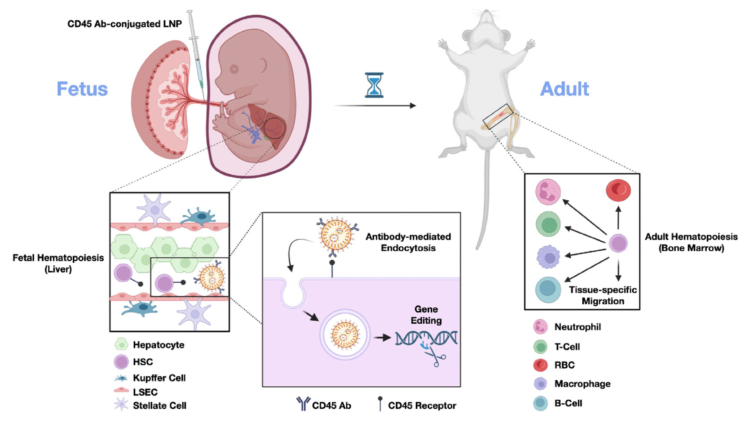 CD45 Ab-conjugated LNP
Fetus
Adult
Fetal Hematopoiesis
(Liver)
Antibody-mediated
Endocytosis
Gene
Editing
Adult Hematopoiesis
(Bone Marrow)
Tissue-specific
Migration
Hepatocyte
HSC
Kupffer Cell
LSEC
Stellate Cell
CD45 Ab
CD45 Receptor
Neutrophil
T-Cell
RBC
Macrophage
B-Cell